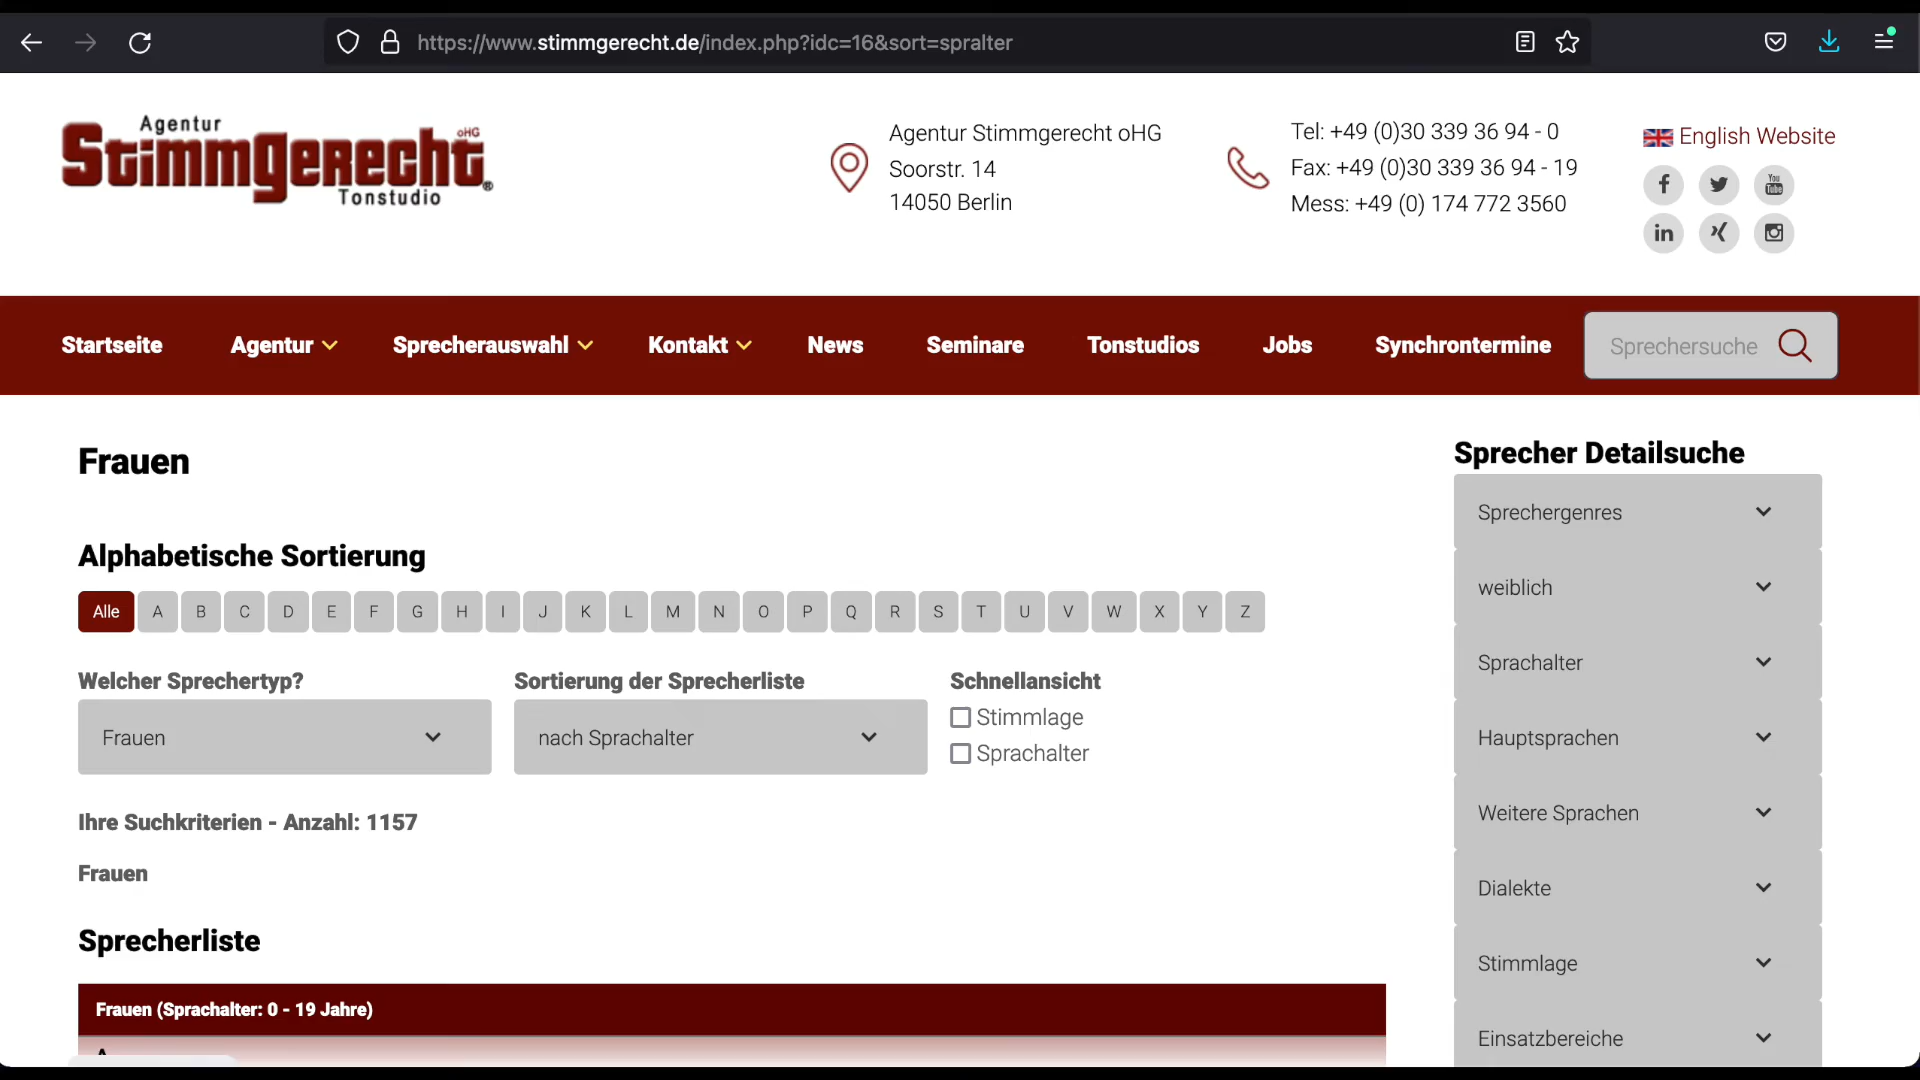 https://www.stimmgerecht.de/index.php?idc=16&sort=spralter
Agentur
Stimmgerecht oHG
Tonstudio ®
Agentur Stimmgerecht oHG
Soorstr. 14
14050 Berlin
Tel: +49 (0)30 339 36 94 - 0
Fax: +49 (0)30 339 36 94 - 19
Mess: +49 (0) 174 772 3560
English Website
You Tube
in
Startseite Agentur Sprecherauswahl Kontakt News Seminare Tonstudios Jobs Synchrontermine Sprechersuche
Frauen
Alphabetische Sortierung
Alle A B C D E F G H I J K L M N O P Q R S T U V W X Y Z
Welcher Sprechertyp?
Frauen
Sortierung der Sprecherliste
nach Sprachalter
Schnellansicht
Stimmlage
Sprachalter
Ihre Suchkriterien - Anzahl: 1157
Frauen
Sprecherliste
Frauen (Sprachalter: 0 - 19 Jahre)
Sprecher Detailsuche
Sprechergenres
weiblich
Sprachalter
Hauptsprachen
Weitere Sprachen
Dialekte
Stimmlage
Einsatzbereiche